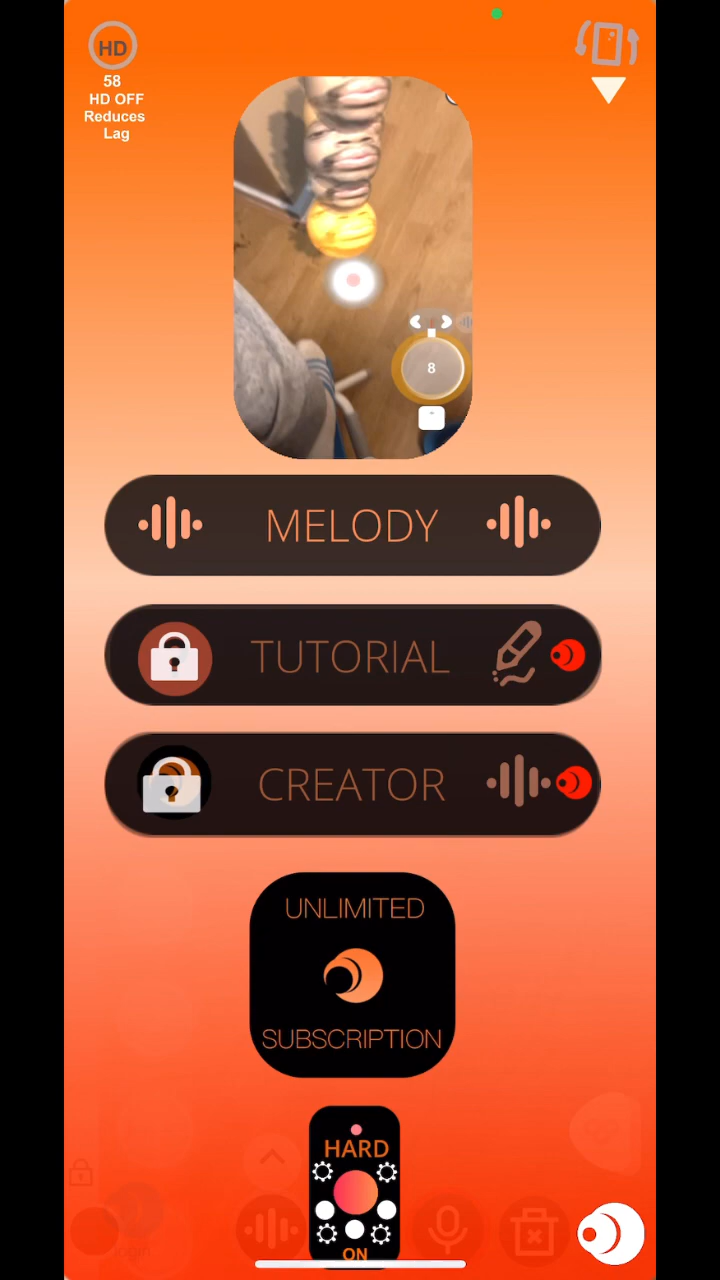 HD
58
HD OFF
Reduces
Lag
8
MELODY
TUTORIAL
CREATOR
UNLIMITED
SUBSCRIPTION
HARD
ON